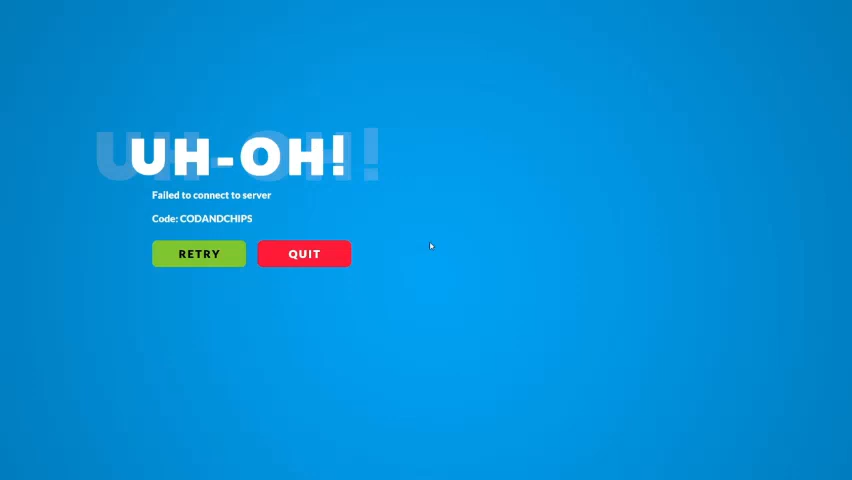 UH-OH!
Failed to connect to server
Code: CODANDCHIPS
RETRY QUIT